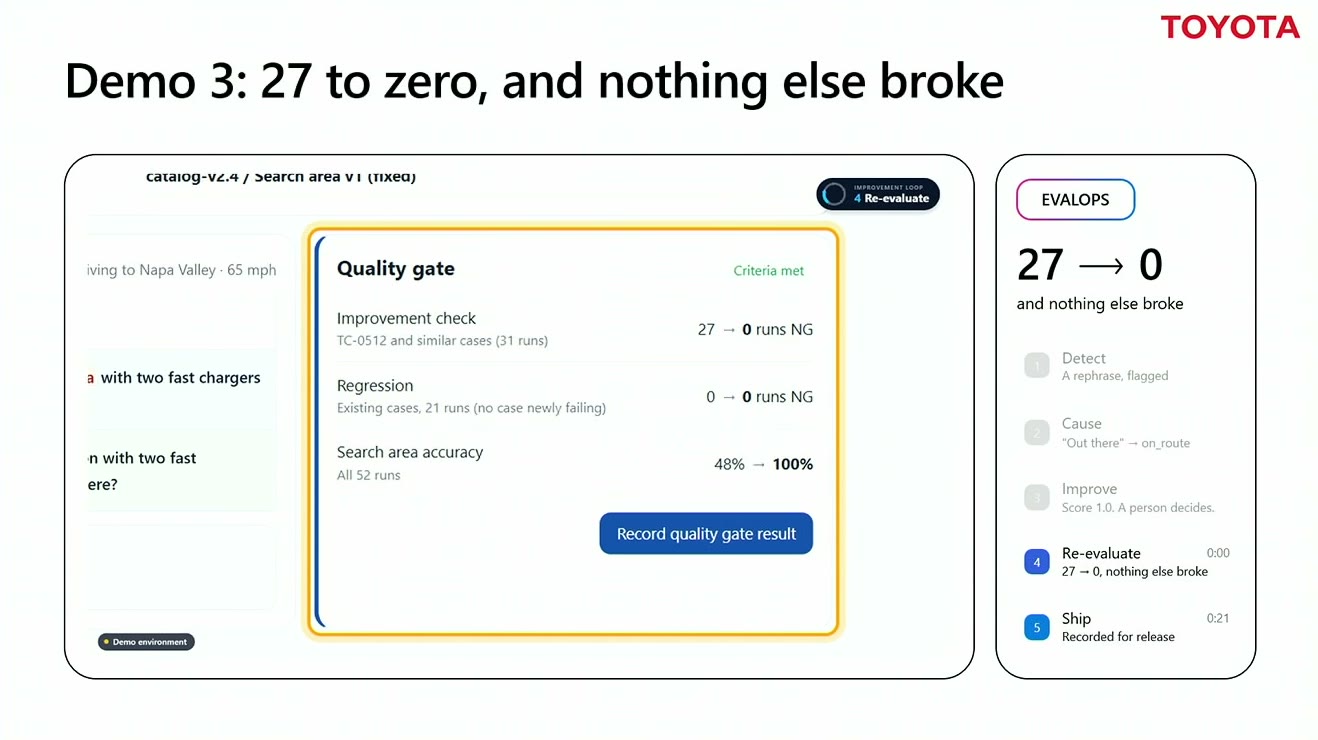 TOYOTA
Demo 3: 27 to zero, and nothing else broke
catalog-v2.4 / Search area v1 (fixed)
IMPROVEMENT LOOP
4 Re-evaluate
iving to Napa Valley · 65 mph
a with two fast chargers
n with two fast
ere?
Demo environment
Quality gate
Criteria met
Improvement check
27 → 0 runs NG
TC-0512 and similar cases (31 runs)
Regression
0 → 0 runs NG
Existing cases, 21 runs (no case newly failing)
Search area accuracy
48% → 100%
All 52 runs
Record quality gate result
EVALOPS
27 → 0
and nothing else broke
1
Detect
A rephrase, flagged
2
Cause
"Out there" → on_route
3
Improve
Score 1.0. A person decides.
4
Re-evaluate 0:00
27 → 0, nothing else broke
5
Ship 0:21
Recorded for release